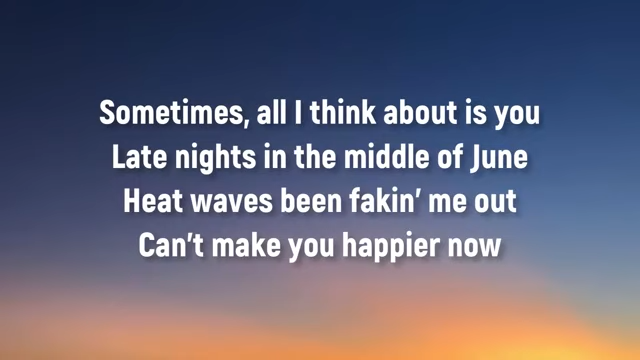 Sometimes, all I think about is you
Late nights in the middle of June
Heat waves been fakin' me out
Can't make you happier now